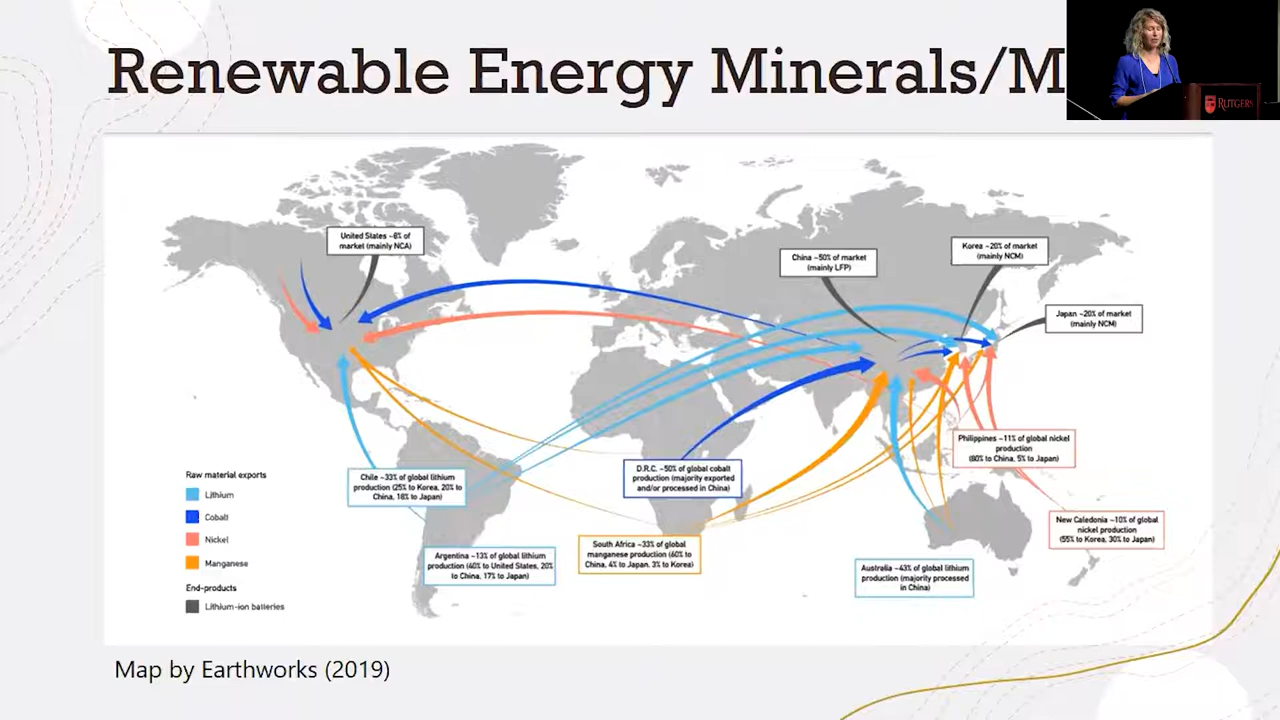 Renewable Energy Minerals/M
RUTGERS
United States ~8% of
market (mainly NCA)
China ~50% of market
(mainly LFP)
Korea ~20% of market
(mainly NCM)
Japan ~20% of market
(mainly NCM)
Philippines ~11% of global nickel
production
(80% to China, 5% to Japan)
D.R.C. ~50% of global cobalt
production (majority exported
and/or processed in China)
Chile ~33% of global lithium
production (25% to Korea, 20% to
China, 18% to Japan)
Raw material exports
Lithium
Cobalt
Nickel
Manganese
End-products
Lithium-ion batteries
New Caledonia ~10% of global
nickel production
(55% to Korea, 30% to Japan)
South Africa ~33% of global
manganese production (60% to
China, 4% to Japan, 3% to Korea)
Argentina ~13% of global lithium
production (40% to United States, 20%
to China, 17% to Japan)
Australia ~43% of global lithium
production (majority processed
in China)
Map by Earthworks (2019)